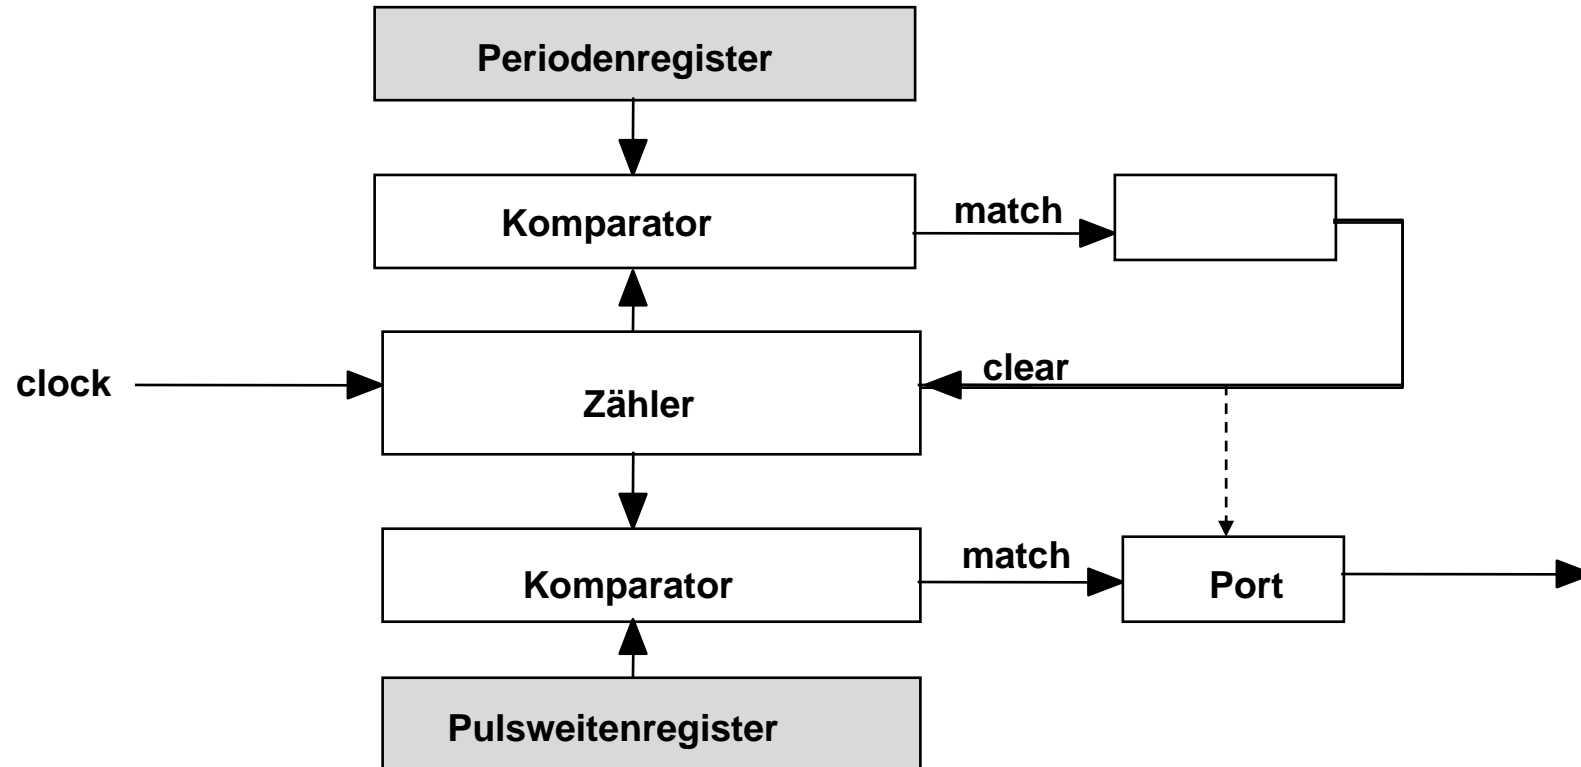 Periodenregister
Komparator
match
clock
Zähler
clear
Komparator
match
Port
Pulsweitenregister